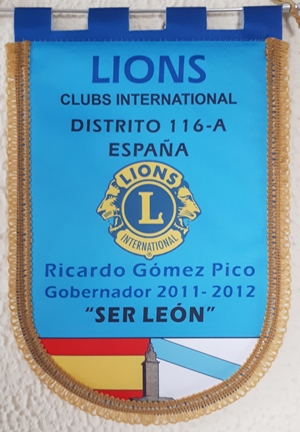 LIONS
CLUBS INTERNATIONAL
DISTRITO 116-A
ESPAÑA
LIONS
L
INTERNATIONAL
Ricardo Gómez Pico
Gobernador 2011- 2012
"SER LEÓN"